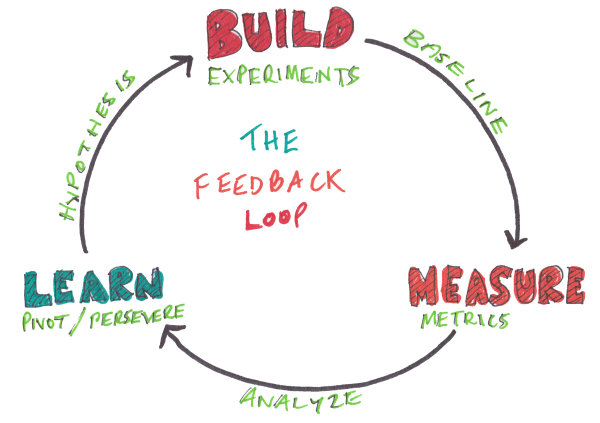 BUILD
EXPERIMENTS
BASELINE
HYPOTHESIS
THE
FEEDBACK
LOOP
LEARN
PIVOT/PERSEVERE
MEASURE
METRICS
ANALYZE